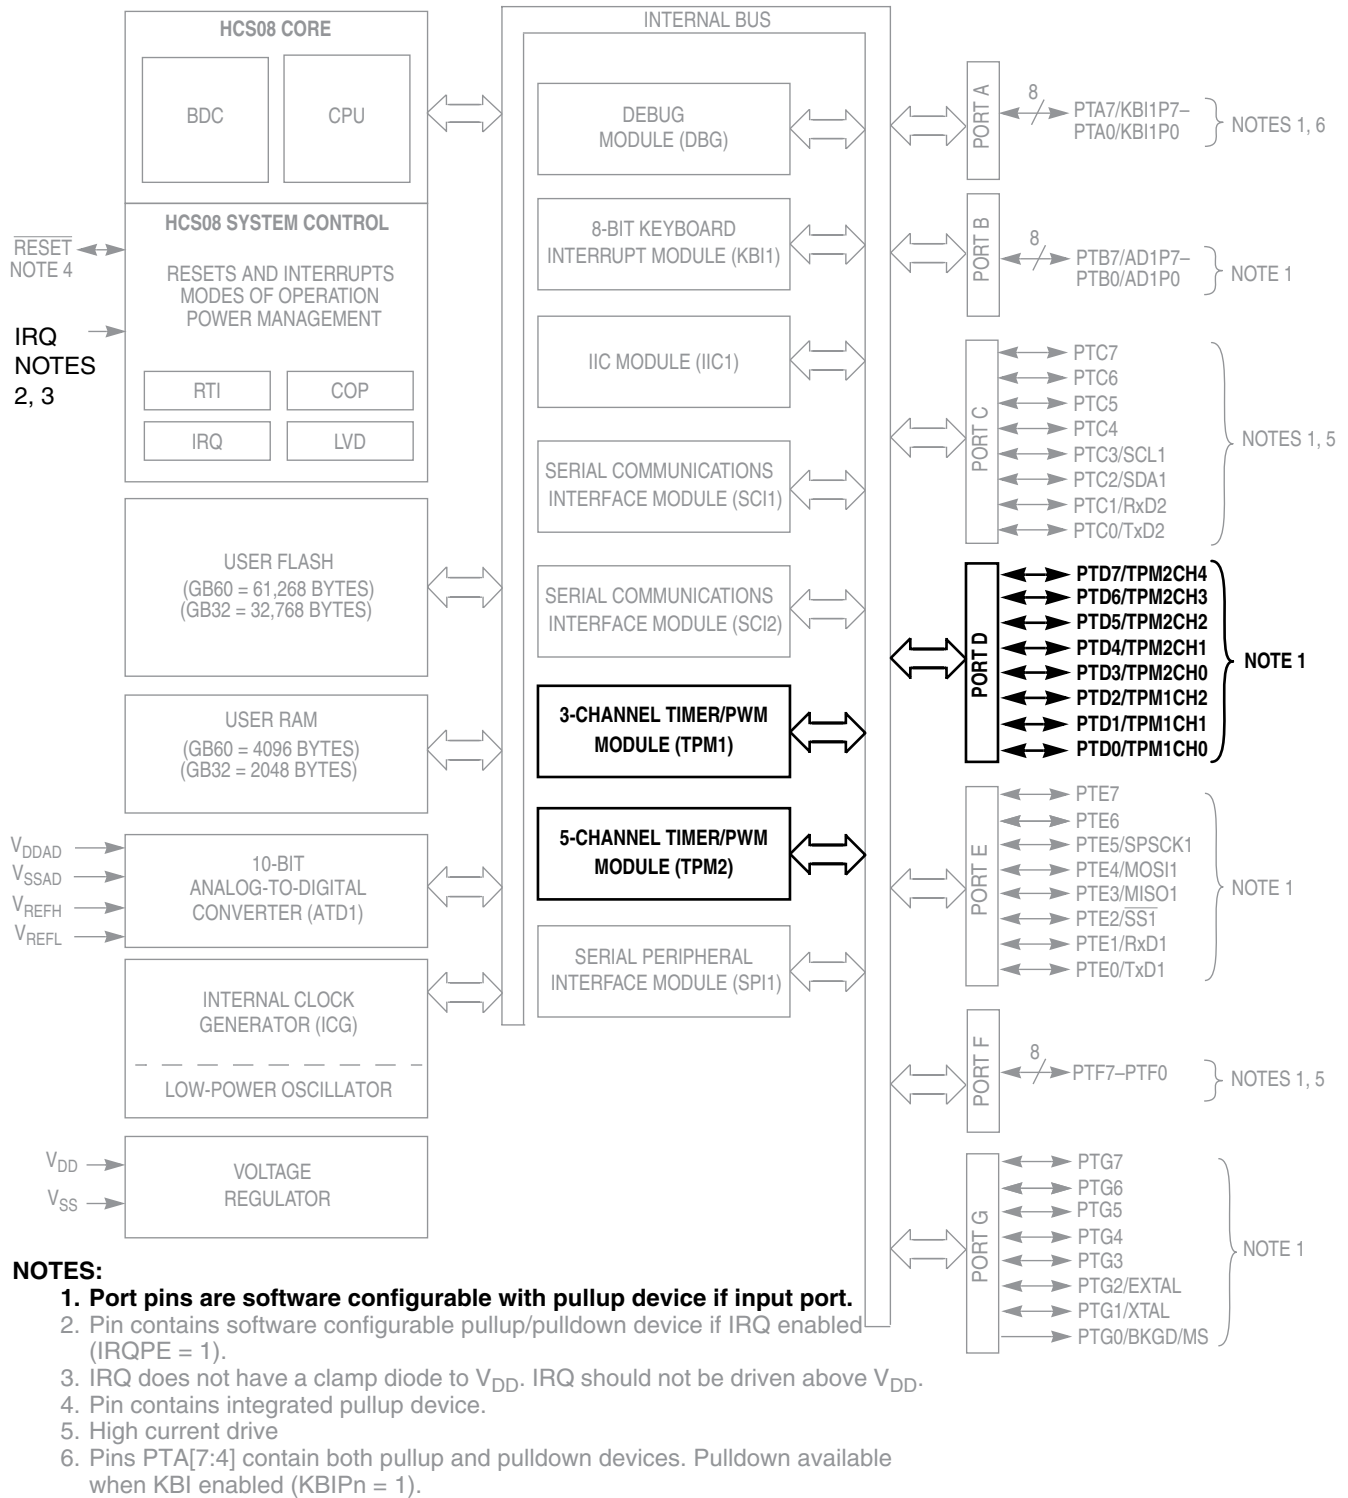 HCS08 CORE
BDC
CPU
HCS08 SYSTEM CONTROL
RESETS AND INTERRUPTS
MODES OF OPERATION
POWER MANAGEMENT
RTI
COP
IRQ
LVD
RESET
NOTE 4
IRQ
NOTES
2, 3
USER FLASH
(GB60 = 61,268 BYTES)
(GB32 = 32,768 BYTES)
USER RAM
(GB60 = 4096 BYTES)
(GB32 = 2048 BYTES)
VDDAD
VSSAD
VREFH
VREFL
10-BIT
ANALOG-TO-DIGITAL
CONVERTER (ATD1)
INTERNAL CLOCK
GENERATOR (ICG)
LOW-POWER OSCILLATOR
VDD
VSS
VOLTAGE
REGULATOR
INTERNAL BUS
DEBUG
MODULE (DBG)
8-BIT KEYBOARD
INTERRUPT MODULE (KBI1)
IIC MODULE (IIC1)
SERIAL COMMUNICATIONS
INTERFACE MODULE (SCI1)
SERIAL COMMUNICATIONS
INTERFACE MODULE (SCI2)
3-CHANNEL TIMER/PWM
MODULE (TPM1)
5-CHANNEL TIMER/PWM
MODULE (TPM2)
SERIAL PERIPHERAL
INTERFACE MODULE (SPI1)
PORT A
8
PTA7/KBI1P7–
PTA0/KBI1P0
NOTES 1, 6
PORT B
8
PTB7/AD1P7–
PTB0/AD1P0
NOTE 1
PORT C
PTC7
PTC6
PTC5
PTC4
PTC3/SCL1
PTC2/SDA1
PTC1/RxD2
PTC0/TxD2
NOTES 1, 5
PORT D
PTD7/TPM2CH4
PTD6/TPM2CH3
PTD5/TPM2CH2
PTD4/TPM2CH1
PTD3/TPM2CH0
PTD2/TPM1CH2
PTD1/TPM1CH1
PTD0/TPM1CH0
NOTE 1
PORT E
PTE7
PTE6
PTE5/SPSCK1
PTE4/MOSI1
PTE3/MISO1
PTE2/SS1
PTE1/RxD1
PTE0/TxD1
NOTE 1
PORT F
8
PTF7–PTF0
NOTES 1, 5
PORT G
PTG7
PTG6
PTG5
PTG4
PTG3
PTG2/EXTAL
PTG1/XTAL
PTG0/BKGD/MS
NOTE 1
NOTES:
1. Port pins are software configurable with pullup device if input port.
2. Pin contains software configurable pullup/pulldown device if IRQ enabled
(IRQPE = 1).
3. IRQ does not have a clamp diode to VDD. IRQ should not be driven above VDD.
4. Pin contains integrated pullup device.
5. High current drive
6. Pins PTA[7:4] contain both pullup and pulldown devices. Pulldown available
when KBI enabled (KBIPn = 1).